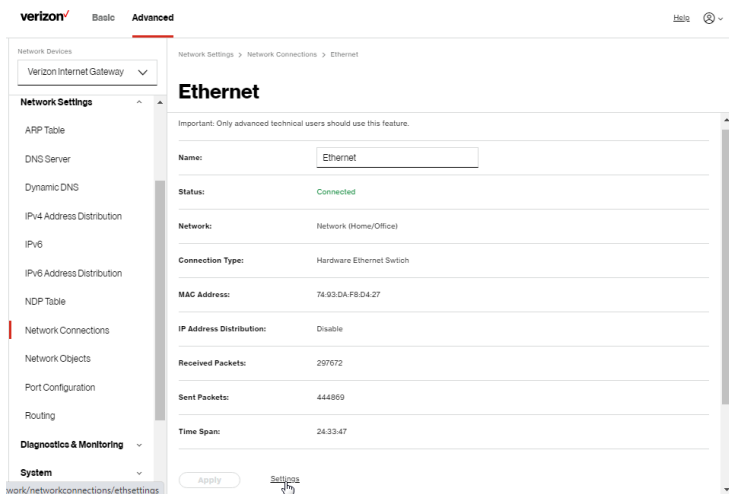 verizon Basic Advanced Help
Network Devices
Verizon Internet Gateway
Network Settings
ARP Table
DNS Server
Dynamic DNS
IPv4 Address Distribution
IPv6
IPv6 Address Distribution
NDP Table
Network Connections
Network Objects
Port Configuration
Routing
Diagnostics & Monitoring
System
work/networkconnections/ethsettings
Network Settings > Network Connections > Ethernet
Ethernet
Important: Only advanced technical users should use this feature.
Name: Ethernet
Status: Connected
Network: Network (Home/Office)
Connection Type: Hardware Ethernet Swtich
MAC Address: 74:93:DA:F8:D4:27
IP Address Distribution: Disable
Received Packets: 297672
Sent Packets: 444869
Time Span: 24:33:47
Apply Settings